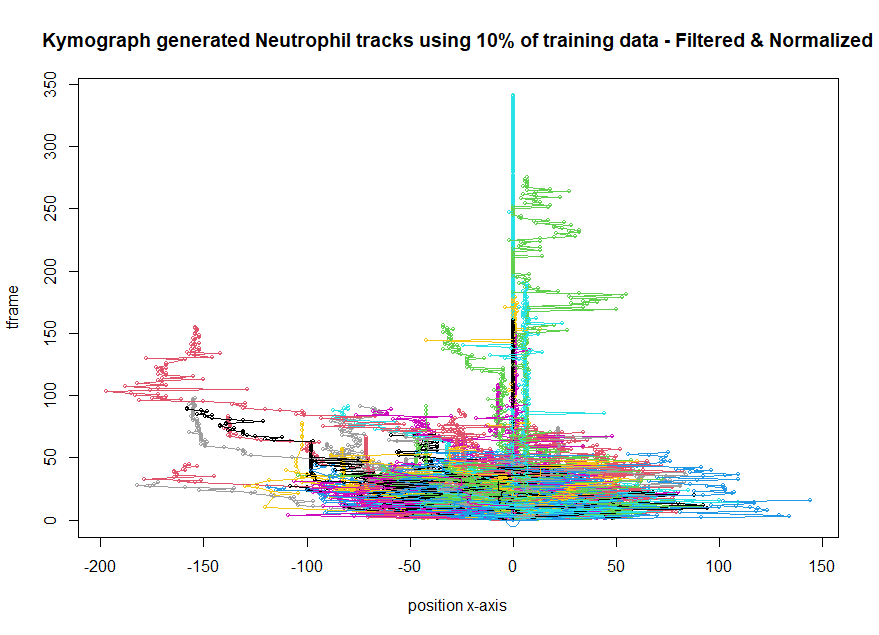 Kymograph generated Neutrophil tracks using 10% of training data - Filtered & Normalized
350
300
250
200
150
100
50
0
tframe
-200 -150 -100 -50 0 50 100 150
position x-axis